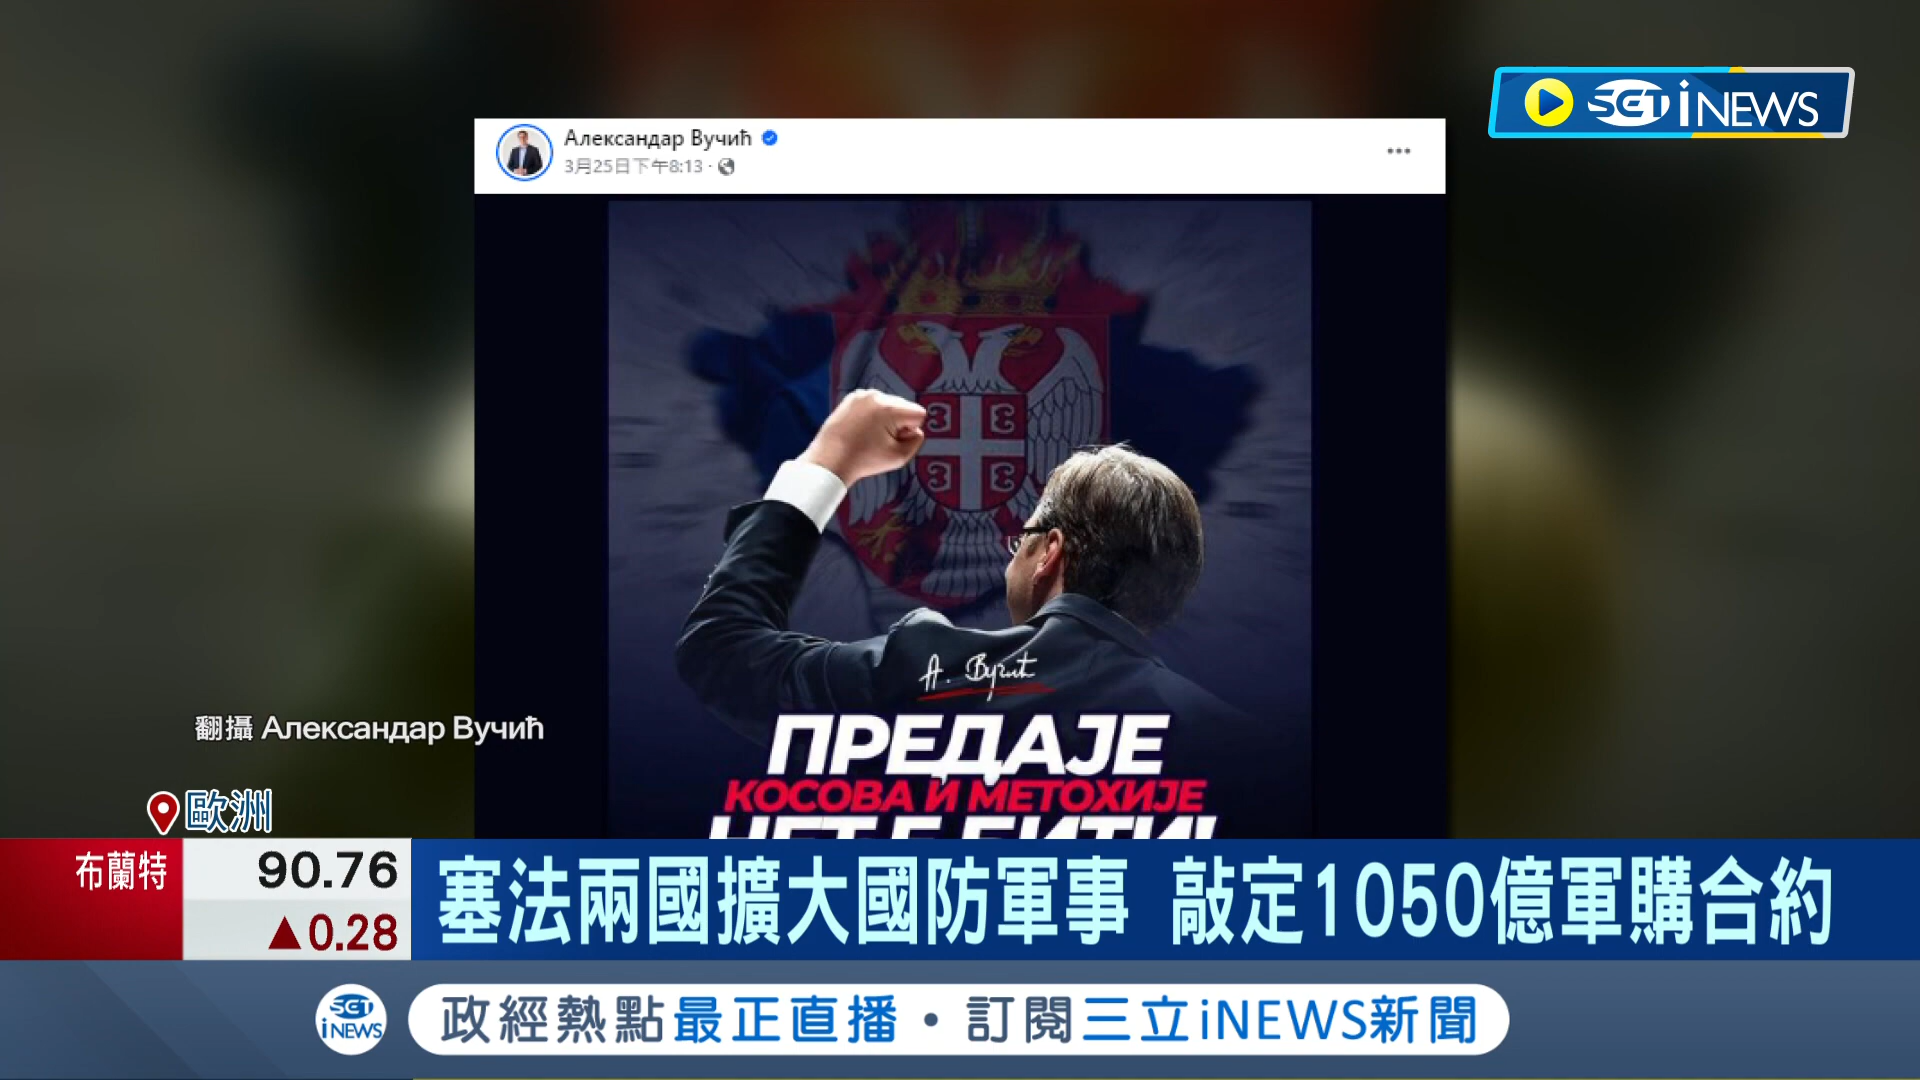 SET iNEWS
Александар Вучић
3月25日下午8:13
А. Вучић
ПРЕДАЈЕ
КОСОВА И МЕТОХИЈЕ
翻攝 Александар Вучић
歐洲
布蘭特
90.76
▲0.28
塞法兩國擴大國防軍事 敲定1050億軍購合約
SET iNEWS
政經熱點最正直播・訂閱三立iNEWS新聞